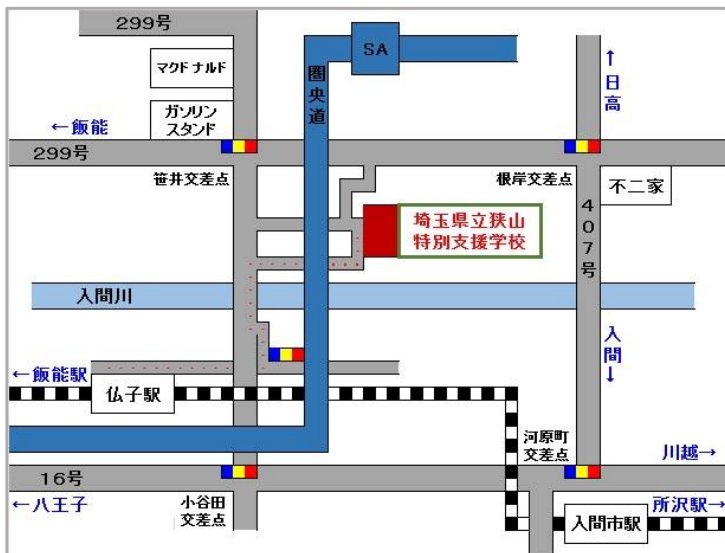 299号
SA
マクドナルド
圏央道
↑日高
ガソリン
スタンド
←飯能
299号
笹井交差点
根岸交差点
不二家
407号
埼玉県立狭山
特別支援学校
入間川
入間↓
←飯能駅
仏子駅
河原町
交差点
川越→
16号
←八王子
小谷田
交差点
入間市駅
所沢駅→